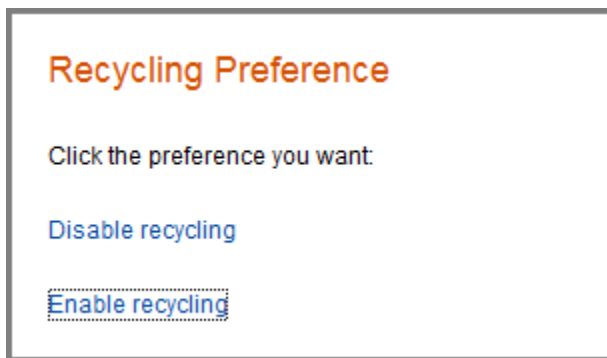 Recycling Preference
Click the preference you want:
Disable recycling
Enable recycling